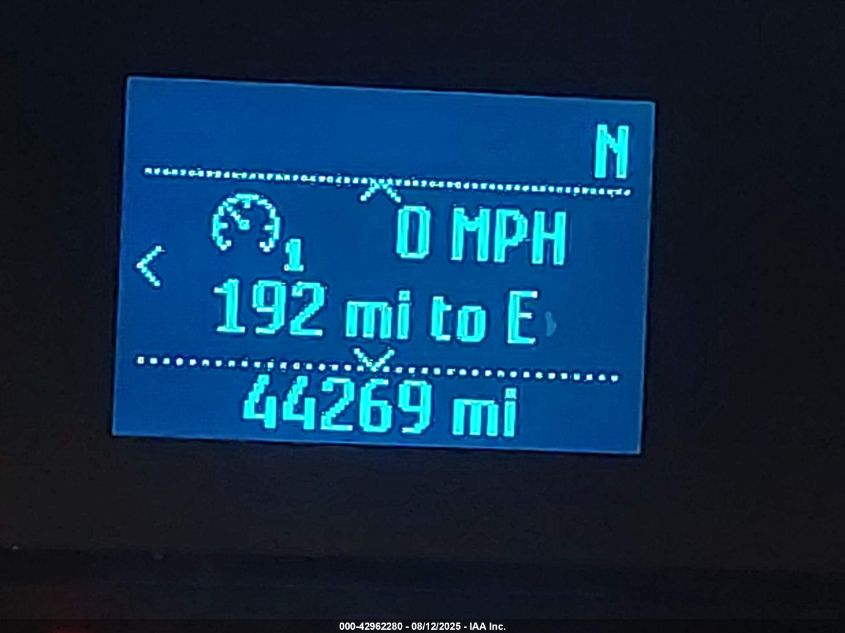 N
1 0 MPH
192 mi to E
44269 mi
000-42962280 - 08/12/2025 - IAA Inc.